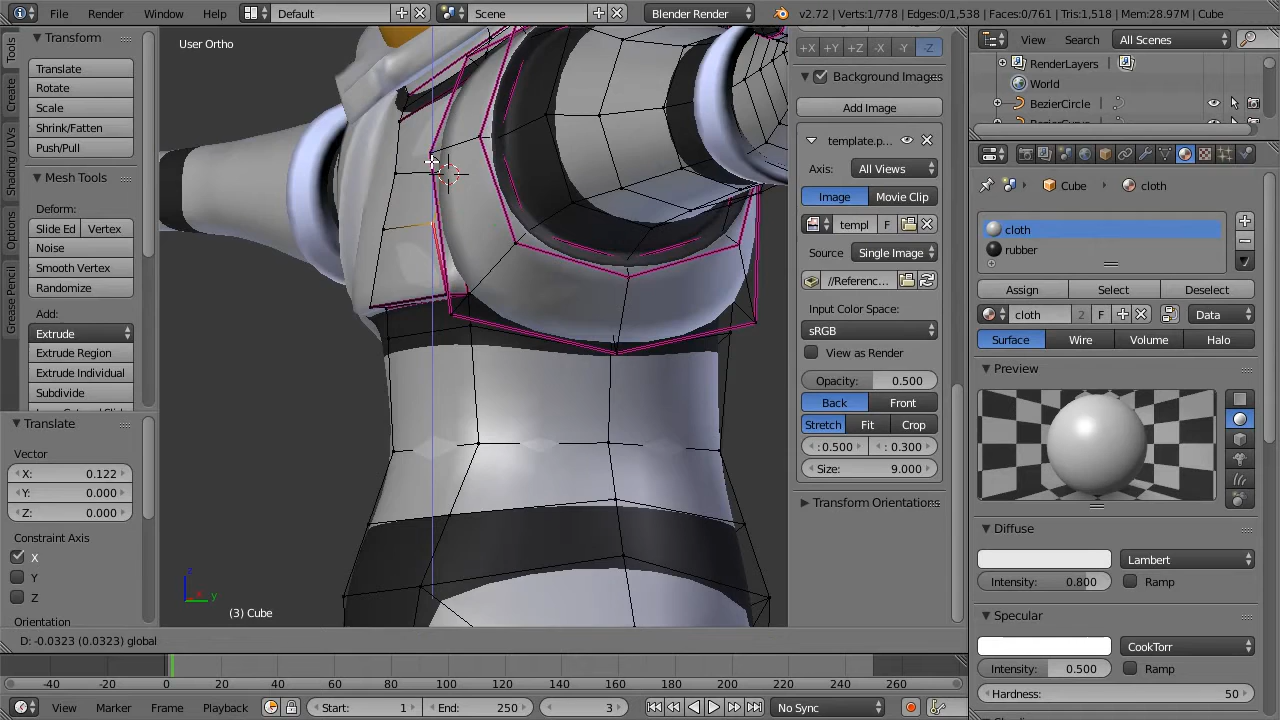 File Render Window Help Default Scene Blender Render v2.72 | Verts:1/778 | Edges:0/1,538 | Faces:0/761 | Tris:1,518 | Mem:28.97M | Cube
Tools
Create
Shading / UVs
Options
Grease Pencil
Transform
Translate
Rotate
Scale
Shrink/Fatten
Push/Pull
Mesh Tools
Deform:
Slide Ed Vertex
Noise
Smooth Vertex
Randomize
Add:
Extrude
Extrude Region
Extrude Individual
Subdivide
Translate
Vector
X: 0.122
Y: 0.000
Z: 0.000
Constraint Axis
X
Y
Z
Orientation
User Ortho
z
y
(3) Cube
D: -0.0323 (0.0323) global
+X +Y +Z -X -Y -Z
Background Images
Add Image
template.p...
Axis: All Views
Image Movie Clip
templ F
Source Single Image
//Referenc...
Input Color Space:
sRGB
View as Render
Opacity: 0.500
Back Front
Stretch Fit Crop
: 0.500 : 0.300
Size: 9.000
Transform Orientations
View Search All Scenes
RenderLayers
World
BezierCircle
Cube cloth
cloth
rubber
Assign Select Deselect
cloth 2 F Data
Surface Wire Volume Halo
Preview
Diffuse
Lambert
Intensity: 0.800 Ramp
Specular
CookTorr
Intensity: 0.500 Ramp
Hardness: 50
-40 -20 0 20 40 60 80 100 120 140 160 180 200 220 240 260
View Marker Frame Playback Start: 1 End: 250 3 No Sync